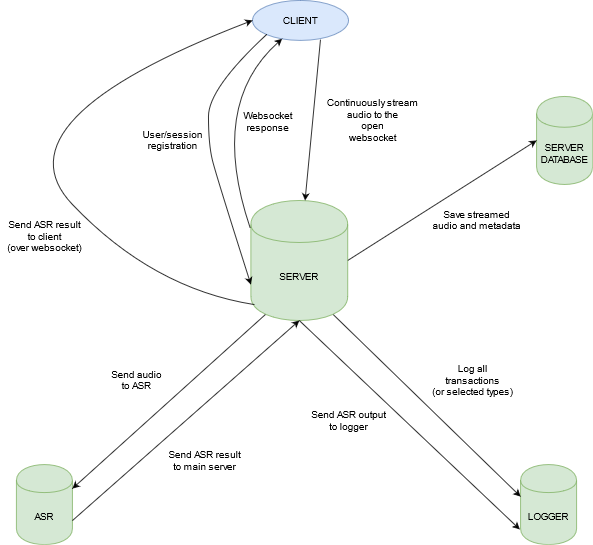 CLIENT
Continuously stream
audio to the
open
websocket
Websocket
response
User/session
registration
SERVER
DATABASE
Save streamed
audio and metadata
Send ASR result
to client
(over websocket)
SERVER
Send audio
to ASR
Log all
transactions
(or selected types)
Send ASR output
to logger
Send ASR result
to main server
ASR
LOGGER